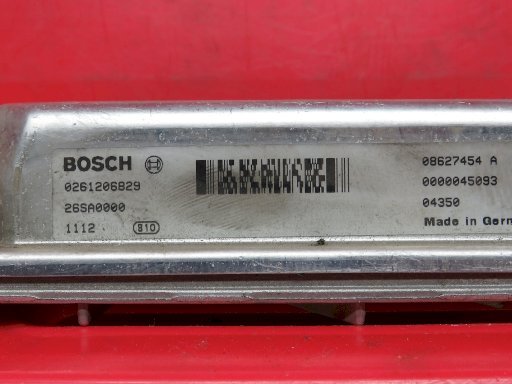 BOSCH
0261206829
26SA0000
1112 B10
08627454 A
0000045093
04350
Made in Germ